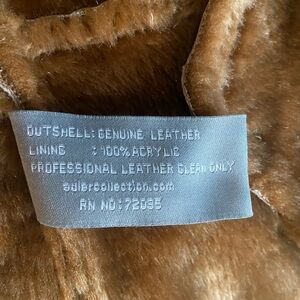 OUTSHELL: GENUINE LEATHER
LINING : 100% ACRYLIC
PROFESSIONAL LEATHER CLEAN ONLY
adlercollection.com
RN NO: 72035